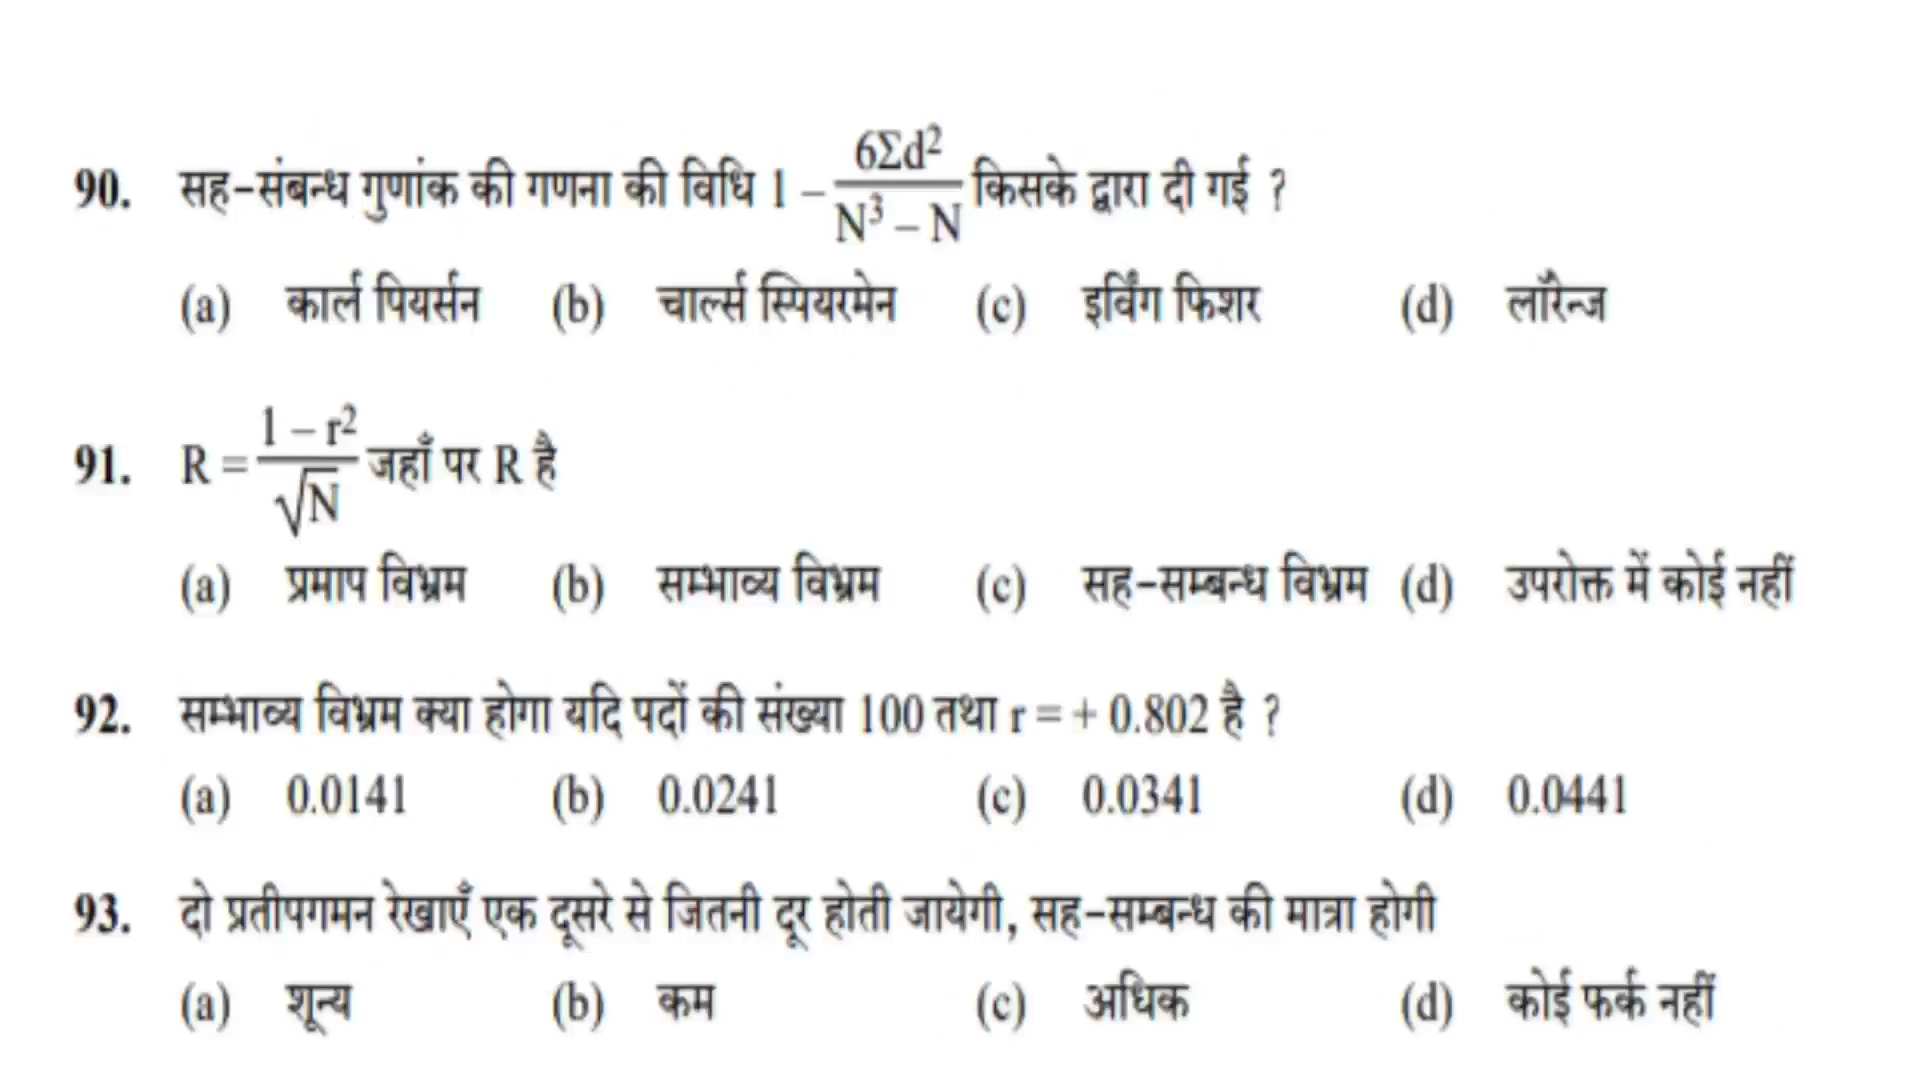 90. सह-संबन्ध गुणांक की गणना की विधि 1 – 6Σd²/(N³ – N) किसके द्वारा दी गई ?
(a) कार्ल पियर्सन (b) चार्ल्स स्पियरमेन (c) इर्विंग फिशर (d) लॉरेन्ज
91. R = (1 – r²)/√N जहाँ पर R है
(a) प्रमाप विभ्रम (b) सम्भाव्य विभ्रम (c) सह-सम्बन्ध विभ्रम (d) उपरोक्त में कोई नहीं
92. सम्भाव्य विभ्रम क्या होगा यदि पदों की संख्या 100 तथा r = + 0.802 है ?
(a) 0.0141 (b) 0.0241 (c) 0.0341 (d) 0.0441
93. दो प्रतीपगमन रेखाएँ एक दूसरे से जितनी दूर होती जायेगी, सह-सम्बन्ध की मात्रा होगी
(a) शून्य (b) कम (c) अधिक (d) कोई फर्क नहीं